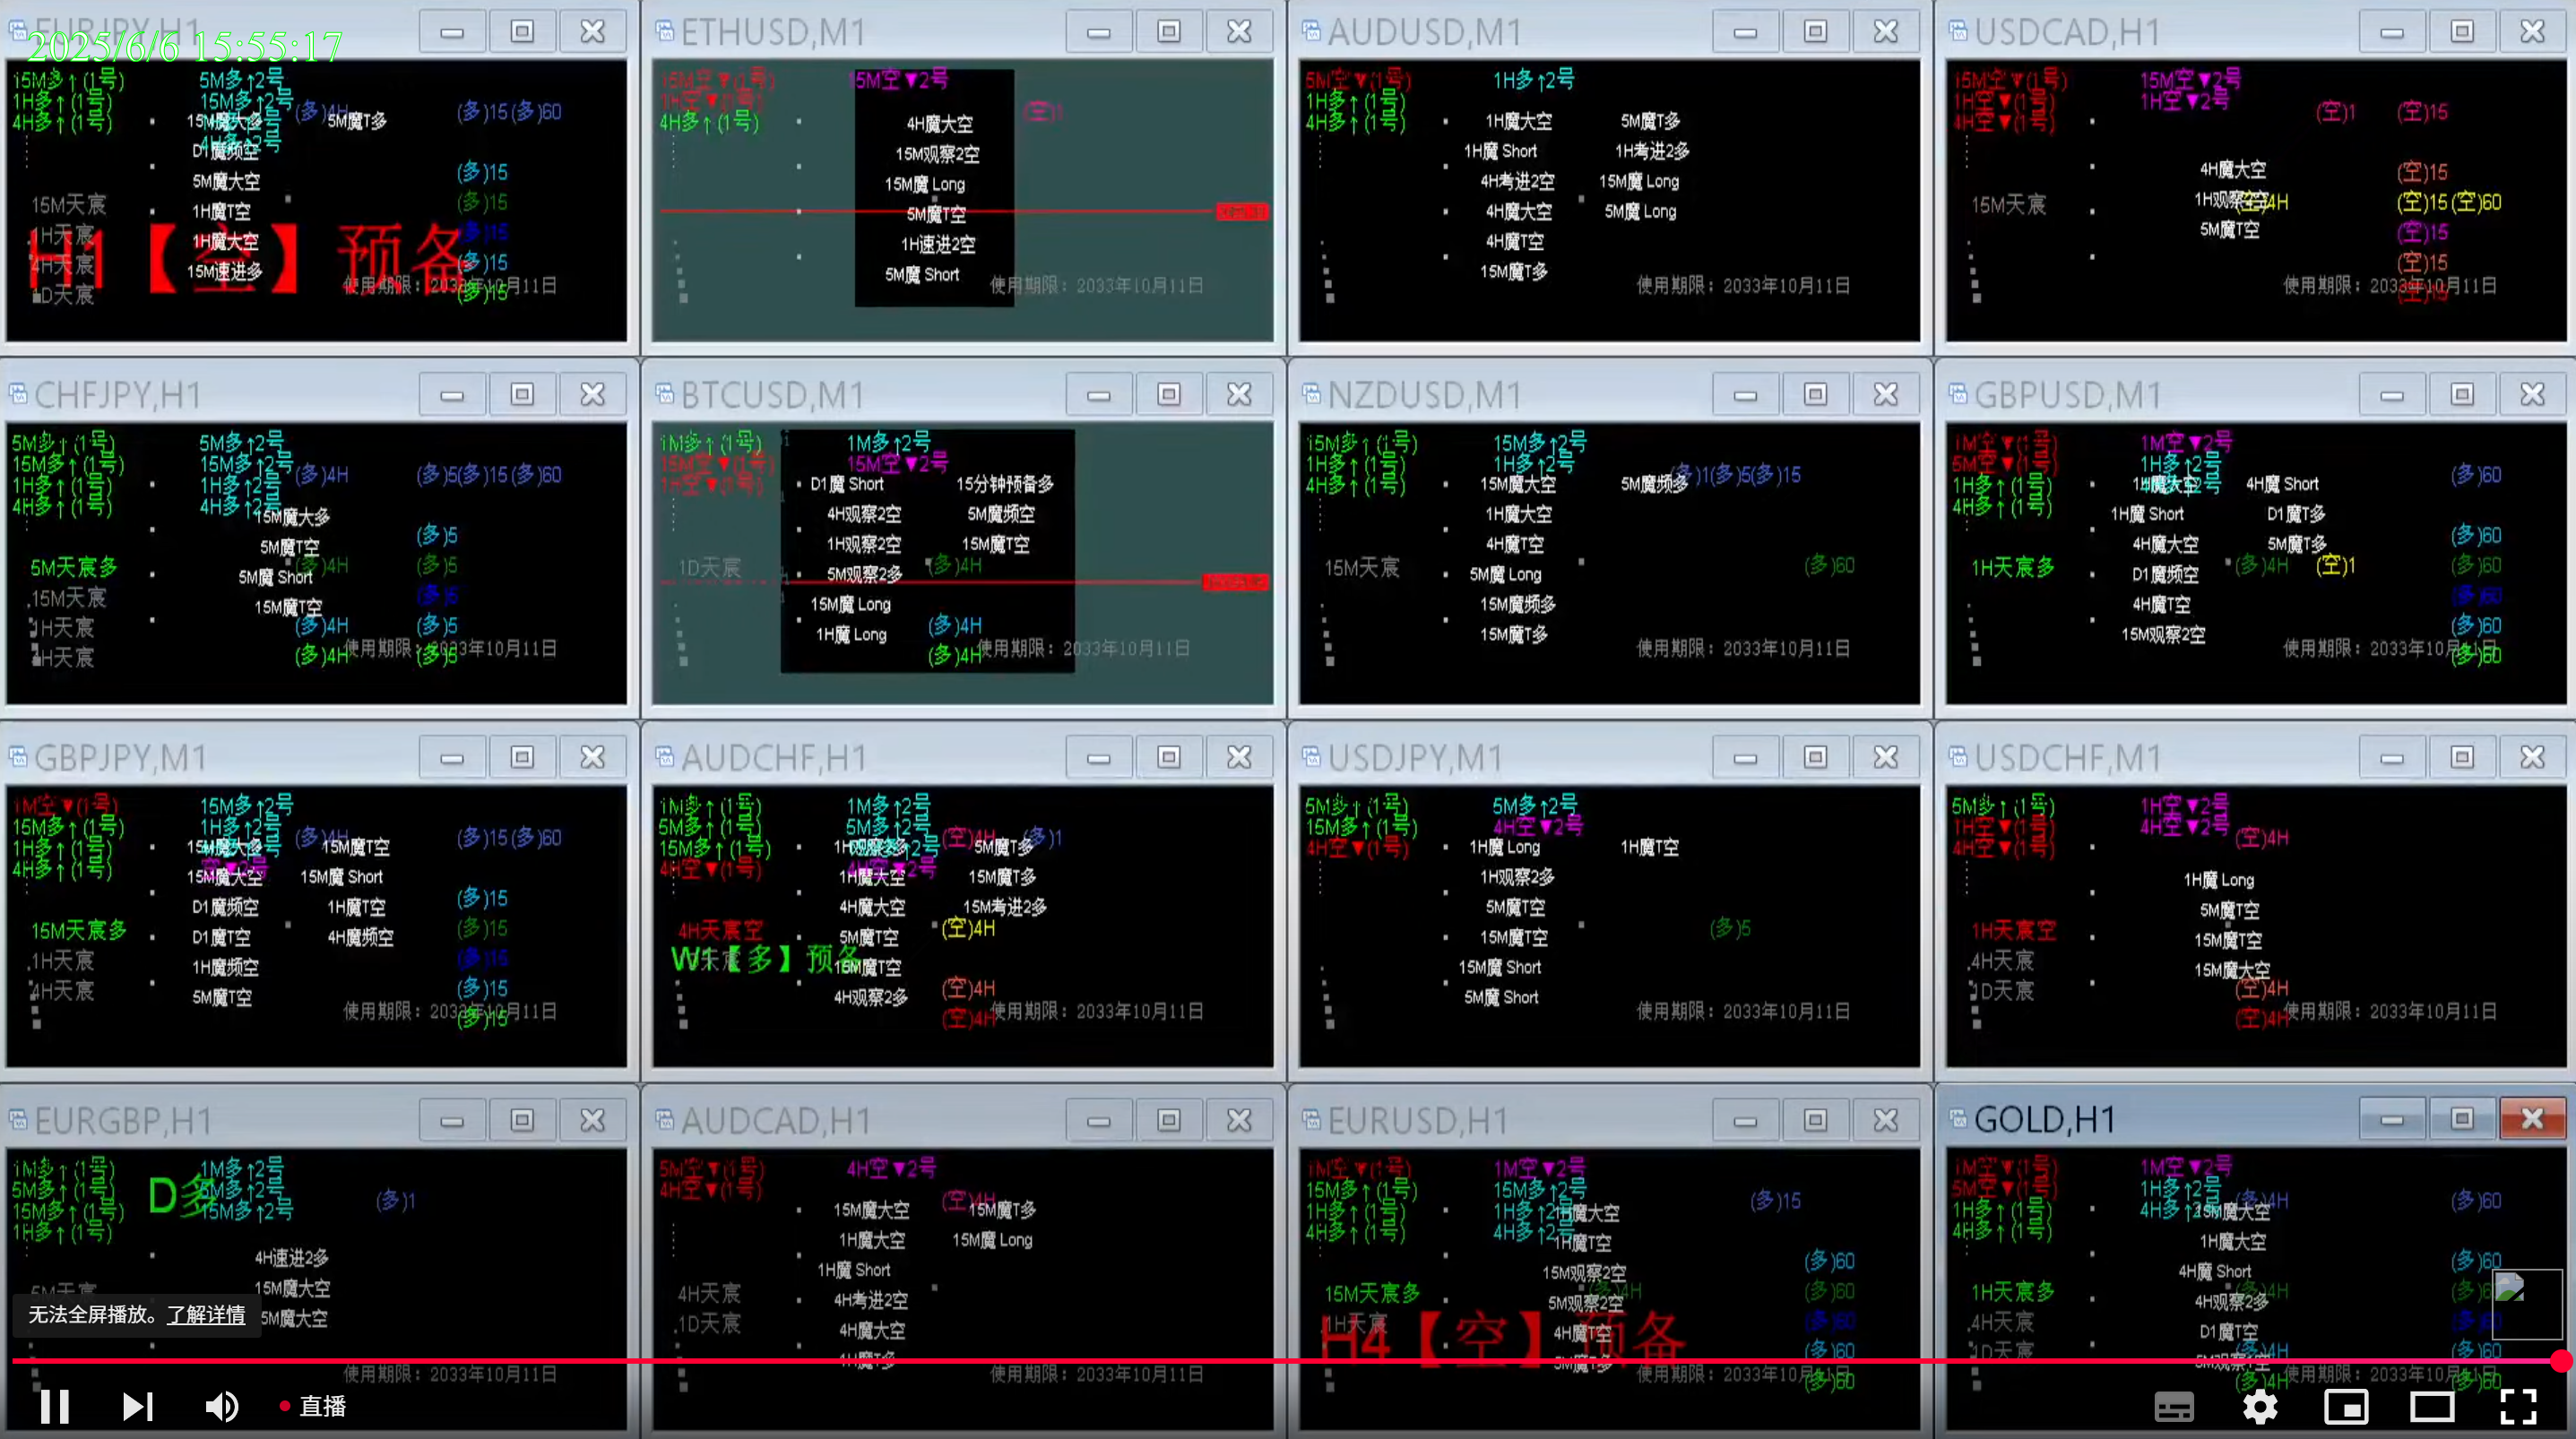 2025/6/6 15:55:17
EURJPY,H1
15M多↑(1号)
1H多↑(1号)
4H多↑(1号)
5M多↑2号
15M多↑2号
4H多↑2号
(多)4H
(多)15(多)60
15M魔大多
5M魔T多
D1魔频空
5M魔大空
1H魔T空
1H魔大空
15M速进多
(多)15
(多)15
(多)15
(多)15
(多)15
15M天宸
1H天宸
4H天宸
1D天宸
H1【空】预备
使用期限：2033年10月11日
ETHUSD,M1
15M空▼(1号)
1H空▼(1号)
4H多↑(1号)
15M空▼2号
(空)1
4H魔大空
15M观察2空
15M魔 Long
5M魔T空
1H速进2空
5M魔 Short
使用期限：2033年10月11日
AUDUSD,M1
5M空▼(1号)
1H多↑(1号)
4H多↑(1号)
1H多↑2号
1H魔大空
5M魔T多
1H魔 Short
1H考进2多
4H考进2空
15M魔 Long
4H魔大空
5M魔 Long
4H魔T空
15M魔T多
使用期限：2033年10月11日
USDCAD,H1
15M空▼(1号)
1H空▼(1号)
4H空▼(1号)
15M空▼2号
1H空▼2号
(空)1
(空)15
4H魔大空
(空)15
1H观察2空
(空)4H
(空)15(空)60
5M魔T空
(空)15
(空)15
(空)15
15M天宸
使用期限：2033年10月11日
CHFJPY,H1
5M多↑(1号)
15M多↑(1号)
1H多↑(1号)
4H多↑(1号)
5M多↑2号
15M多↑2号
1H多↑2号
4H多↑2号
(多)4H
(多)5(多)15(多)60
15M魔大多
(多)5
5M魔T空
(多)4H
(多)5
5M魔 Short
(多)5
15M魔T空
(多)4H
(多)5
(多)4H
(多)5
5M天宸多
15M天宸
1H天宸
4H天宸
使用期限：2033年10月11日
BTCUSD,M1
1M多↑(1号)
15M空▼(1号)
1H空▼(1号)
1M多↑2号
15M空▼2号
D1魔 Short
15分钟预备多
4H观察2空
5M魔频空
1H观察2空
15M魔T空
5M观察2多
(多)4H
15M魔 Long
1H魔 Long
(多)4H
(多)4H
1D天宸
使用期限：2033年10月11日
NZDUSD,M1
15M多↑(1号)
1H多↑(1号)
4H多↑(1号)
15M多↑2号
1H多↑2号
(多)1(多)5(多)15
15M魔大空
5M魔频多
1H魔大空
4H魔T空
5M魔 Long
(多)60
15M魔频多
15M魔T多
15M天宸
使用期限：2033年10月11日
GBPUSD,M1
1M空▼(1号)
5M空▼(1号)
1H多↑(1号)
4H多↑(1号)
1M空▼2号
1H多↑2号
(多)60
1H魔大空
4H魔 Short
1H魔 Short
D1魔T多
4H魔大空
5M魔T多
(多)60
D1魔频空
(多)4H
(空)1
(多)60
4H魔T空
(多)60
15M观察2空
(多)60
(多)60
1H天宸多
使用期限：2033年10月11日
GBPJPY,M1
1M空▼(1号)
15M多↑(1号)
1H多↑(1号)
4H多↑(1号)
15M多↑2号
1H多↑2号
空▼2号
(多)4H
(多)15(多)60
15M魔大多
15M魔T空
15M魔大空
15M魔 Short
D1魔频空
1H魔T空
D1魔T空
4H魔频空
1H魔频空
5M魔T空
(多)15
(多)15
(多)15
(多)15
(多)15
15M天宸多
1H天宸
4H天宸
使用期限：2033年10月11日
AUDCHF,H1
1M多↑(1号)
5M多↑(1号)
15M多↑(1号)
4H空▼(1号)
1M多↑2号
5M多↑2号
4H空▼2号
(空)4H
(多)1
5M魔T多
1H魔大空
15M魔T多
4H魔大空
15M考进2多
5M魔T空
(空)4H
15M魔T空
4H观察2多
(空)4H
(空)4H
4H天宸空
W1【多】预备
使用期限：2033年10月11日
USDJPY,M1
5M多↑(1号)
15M多↑(1号)
4H空▼(1号)
5M多↑2号
4H空▼2号
1H魔 Long
1H魔T空
1H观察2多
5M魔T空
(多)5
15M魔T空
15M魔 Short
5M魔 Short
使用期限：2033年10月11日
USDCHF,M1
5M多↑(1号)
1H空▼(1号)
4H空▼(1号)
1H空▼2号
4H空▼2号
(空)4H
1H魔 Long
5M魔T空
15M魔T空
15M魔大空
(空)4H
(空)4H
1H天宸空
4H天宸
1D天宸
使用期限：2033年10月11日
EURGBP,H1
1M多↑(1号)
5M多↑(1号)
15M多↑(1号)
1H多↑(1号)
D多
1M多↑2号
5M多↑2号
15M多↑2号
(多)1
4H速进2多
15M魔大空
5M魔大空
5M天宸
使用期限：2033年10月11日
AUDCAD,H1
5M空▼(1号)
4H空▼(1号)
4H空▼2号
(空)4H
15M魔大空
15M魔T多
1H魔大空
15M魔 Long
1H魔 Short
4H考进2空
4H魔大空
1H魔T多
4H天宸
1D天宸
使用期限：2033年10月11日
EURUSD,H1
1M空▼(1号)
15M多↑(1号)
1H多↑(1号)
4H多↑(1号)
1M空▼2号
15M多↑2号
1H多↑2号
4H多↑2号
(多)15
1H魔大空
1H魔T空
15M观察2空
5M观察2空
4H魔T空
5M魔T多
(多)4H
(多)60
(多)60
(多)60
(多)60
(多)60
15M天宸多
1H天宸
H4【空】预备
使用期限：2033年10月11日
GOLD,H1
1M空▼(1号)
5M空▼(1号)
1H多↑(1号)
4H多↑(1号)
1M空▼2号
1H多↑2号
4H多↑2号
(多)4H
(多)60
15M魔大空
1H魔大空
4H魔 Short
4H观察2多
D1魔T空
5M观察2空
(多)60
(多)4H
(多)4H
(多)60
(多)4H
(多)60
1H天宸多
4H天宸
1D天宸
使用期限：2033年10月11日
无法全屏播放。了解详情
直播